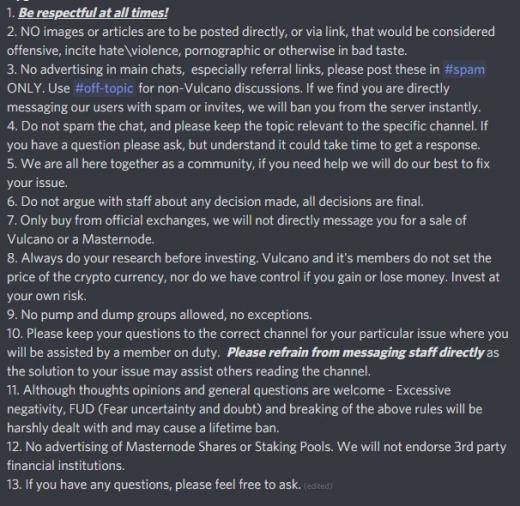 1. Be respectful at all times!
2. NO images or articles are to be posted directly, or via link, that would be considered
offensive, incite hate\violence, pornographic or otherwise in bad taste.
3. No advertising in main chats,  especially referral links, please post these in #spam
ONLY. Use #off-topic for non-Vulcano discussions. If we find you are directly
messaging our users with spam or invites, we will ban you from the server instantly.
4. Do not spam the chat, and please keep the topic relevant to the specific channel. If
you have a question please ask, but understand it could take time to get a response.
5. We are all here together as a community, if you need help we will do our best to fix
your issue.
6. Do not argue with staff about any decision made, all decisions are final.
7. Only buy from official exchanges, we will not directly message you for a sale of
Vulcano or a Masternode.
8. Always do your research before investing. Vulcano and it's members do not set the
price of the crypto currency, nor do we have control if you gain or lose money. Invest at
your own risk.
9. No pump and dump groups allowed, no exceptions.
10. Please keep your questions to the correct channel for your particular issue where you
will be assisted by a member on duty.  Please refrain from messaging staff directly as
the solution to your issue may assist others reading the channel.
11. Although thoughts opinions and general questions are welcome - Excessive
negativity, FUD (Fear uncertainty and doubt) and breaking of the above rules will be
harshly dealt with and may cause a lifetime ban.
12. No advertising of Masternode Shares or Staking Pools. We will not endorse 3rd party
financial institutions.
13. If you have any questions, please feel free to ask. (edited)